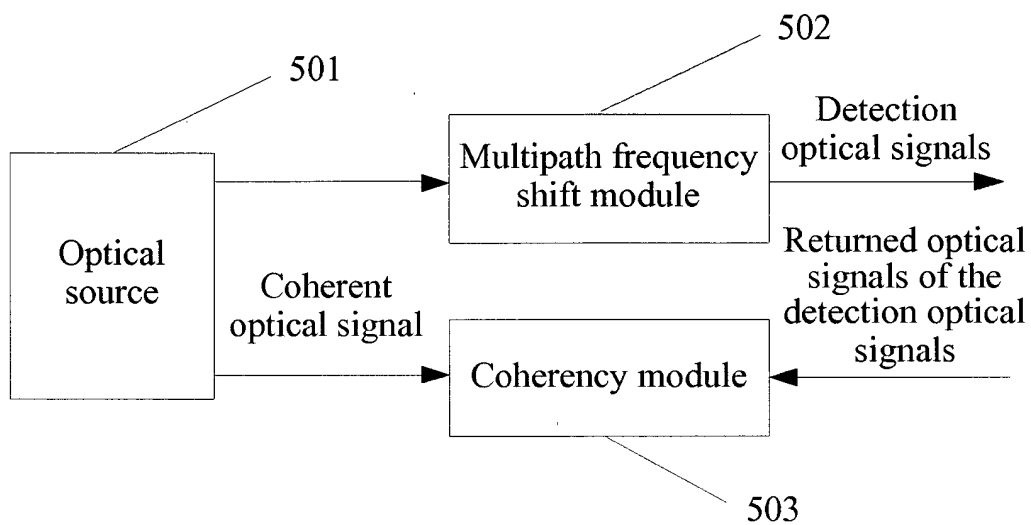 501
502
Optical
source
Multipath frequency
shift module
Detection
optical signals
Coherent
optical signal
Coherency module
Returned optical
signals of the
detection optical
signals
503